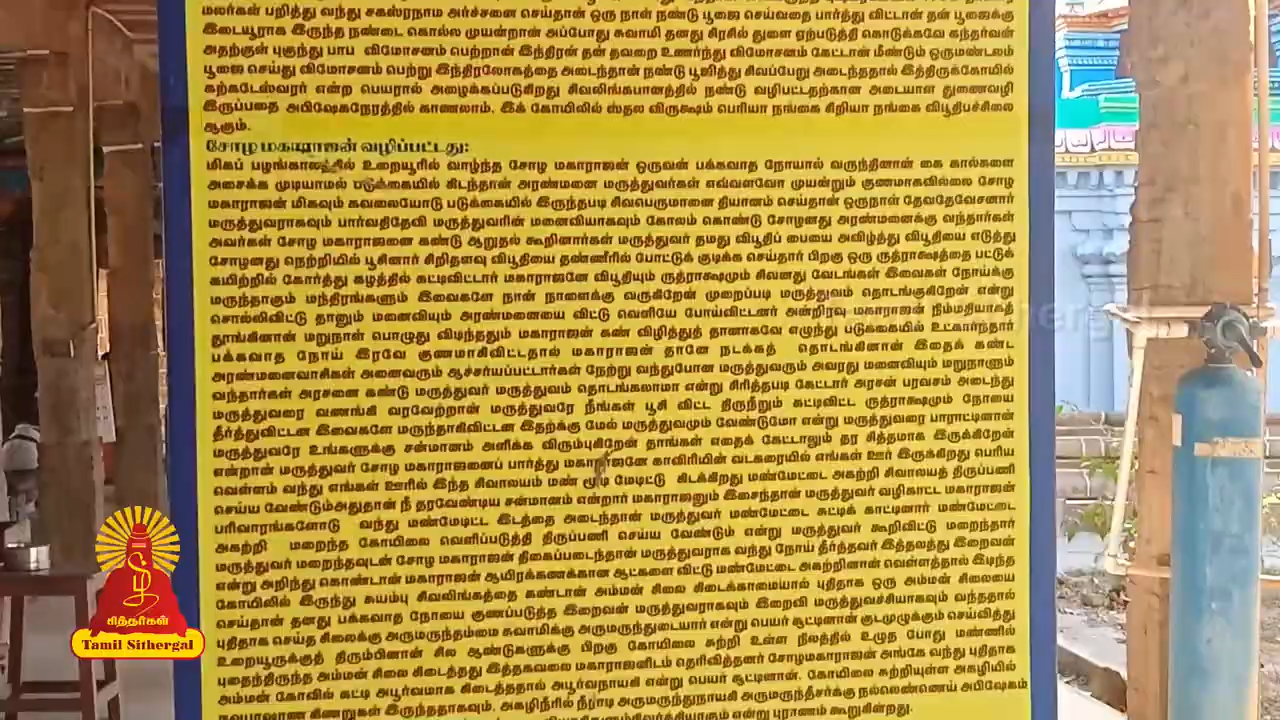 மலர்கள் பறித்து வந்து சகஸ்ரநாம அர்ச்சனை செய்தான் ஒரு நாள் நண்டு பூஜை செய்வதை பார்த்து விட்டான் தன் பூஜைக்கு
இடையூராக இருந்த நண்டை கொல்ல முயன்றான் அப்போது சுவாமி தனது சிரசில் துளை ஏற்படுத்தி கொடுக்கவே கந்தர்வன்
அதற்குள் புகுந்து பாப விமோசனம் பெற்றான் இந்திரன் தன் தவறை உணர்ந்து விமோசனம் கேட்டான் மீண்டும் ஒருமண்டலம்
பூஜை செய்து விமோசனம் பெற்று இந்திரலோகத்தை அடைந்தான் நண்டு பூஜித்து சிவப்பேறு அடைந்ததால் இத்திருக்கோயில்
கற்கடேஸ்வரர் என்ற பெயரால் அழைக்கப்படுகிறது சிவலிங்கபானத்தில் நண்டு வழிபட்டதற்கான அடையாள துணைவழி
இருப்பதை அபிஷேகநேரத்தில் காணலாம். இக் கோயிலில் ஸ்தல விருக்ஷம் பெரியா நங்கை சிறியா நங்கை விபூதிபச்சிலை
ஆகும்.
சோழ மகாராஜன் வழிப்பட்டது:
மிகப் பழங்காலத்தில் உறையூரில் வாழ்ந்த சோழ மகாராஜன் ஒருவன் பக்கவாத நோயால் வருந்தினான் கை கால்களை
அசைக்க முடியாமல் படுக்கையில் கிடந்தான் அரண்மனை மருத்துவர்கள் எவ்வளவோ முயன்றும் குணமாகவில்லை சோழ
மகாராஜன் மிகவும் கவலையோடு படுக்கையில் இருந்தபடி சிவபெருமானை தியானம் செய்தான் ஒருநாள் தேவதேவேசனார்
மருத்துவராகவும் பார்வதிதேவி மருத்துவரின் மனைவியாகவும் கோலம் கொண்டு சோழனது அரண்மனைக்கு வந்தார்கள்
அவர்கள் சோழ மகாராஜனை கண்டு ஆறுதல் கூறினார்கள் மருத்துவர் தமது விபூதிப் பையை அவிழ்த்து விபூதியை எடுத்து
சோழனது நெற்றியில் பூசினார் சிறிதளவு விபூதியை தண்ணீரில் போட்டுக் குடிக்க செய்தார் பிறகு ஒரு ருத்ராக்ஷத்தை பட்டுக்
கயிற்றில் கோர்த்து கழத்தில் கட்டிவிட்டார் மகாராஜனே விபூதியும் ருத்ராக்ஷமும் சிவனது வேடங்கள் இவைகள் நோய்க்கு
மருந்தாகும் மந்திரங்களும் இவைகளே நான் நாளைக்கு வருகிறேன் முறைப்படி மருத்துவம் தொடங்குகிறேன் என்று
சொல்லிவிட்டு தானும் மனைவியும் அரண்மனையை விட்டு வெளியே போய்விட்டனர் அன்றிரவு மகாராஜன் நிம்மதியாகத்
தூங்கினான் மறுநாள் பொழுது விடிந்ததும் மகாராஜன் கண் விழித்துத் தானாகவே எழுந்து படுக்கையில் உட்கார்ந்தார்
பக்கவாத நோய் இரவே குணமாகிவிட்டதால் மகாராஜன் தானே நடக்கத் தொடங்கினான் இதைக் கண்ட
அரண்மனைவாசிகள் அனைவரும் ஆச்சர்யப்பட்டார்கள் நேற்று வந்துபோன மருத்துவரும் அவரது மனைவியும் மறுநாளும்
வந்தார்கள் அரசனை கண்டு மருத்துவர் மருத்துவம் தொடங்கலாமா என்று சிரித்தபடி கேட்டார் அரசன் பரவசம் அடைந்து
மருத்துவரை வணங்கி வரவேற்றான் மருத்துவரே நீங்கள் பூசி விட்ட திருநீறும் கட்டிவிட்ட ருத்ராக்ஷமும் நோயை
தீர்த்துவிட்டன இவைகளே மருந்தாகிவிட்டன இதற்க்கு மேல் மருத்துவமும் வேண்டுமோ என்று மருத்துவரை பாராட்டினான்
மருத்துவரே உங்களுக்கு சன்மானம் அளிக்க விரும்புகிறேன் தாங்கள் எதைக் கேட்டாலும் தர சித்தமாக இருக்கிறேன்
என்றான் மருத்துவர் சோழ மகாராஜனைப் பார்த்து மகாராஜனே காவிரியின் வடகரையில் எங்கள் ஊர் இருக்கிறது பெரிய
வெள்ளம் வந்து எங்கள் ஊரில் இந்த சிவாலயம் மண் மூடி மேடிட்டு கிடக்கிறது மண்மேட்டை அகற்றி சிவாலயத் திருப்பணி
செய்ய வேண்டும்அதுதான் நீ தரவேண்டிய சன்மானம் என்றார் மகாராஜனும் இசைந்தான் மருத்துவர் வழிகாட்ட மகாராஜன்
பரிவாரங்களோடு வந்து மண்மேடிட்ட இடத்தை அடைந்தான் மருத்துவர் மண்மேட்டை சுட்டிக் காட்டினார் மண்மேட்டை
அகற்றி மறைந்த கோயிலை வெளிப்படுத்தி திருப்பணி செய்ய வேண்டும் என்று மருத்துவர் கூறிவிட்டு மறைந்தார்
மருத்துவர் மறைந்தவுடன் சோழ மகாராஜன் திகைப்படைந்தான் மருத்துவராக வந்து நோய் தீர்த்தவர் இத்தலத்து இறைவன்
என்று அறிந்து கொண்டான் மகாராஜன் ஆயிரக்கணக்கான ஆட்களை விட்டு மண்மேட்டை அகற்றினான் வெள்ளத்தால் இடிந்த
கோயிலில் இருந்து சுயம்பு சிவலிங்கத்தை கண்டான் அம்மன் சிலை கிடைக்காமையால் புதிதாக ஒரு அம்மன் சிலையை
செய்தான் தனது பக்கவாத நோயை குணப்படுத்த இறைவன் மருத்துவராகவும் இறைவி மருத்துவச்சியாகவும் வந்ததால்
புதிதாக செய்த சிலைக்கு அருமருந்தம்மை சுவாமிக்கு அருமருந்துடையார் என்று பெயர் சூட்டினான் குடமுழுக்கும் செய்வித்து
உறையூருக்குத் திரும்பினான் சில ஆண்டுகளுக்கு பிறகு கோயிலை சுற்றி உள்ள நிலத்தில் உழுத போது மண்ணில்
புதைந்திருந்த அம்மன் சிலை கிடைத்தது இத்தகவலை மகாராஜனிடம் தெரிவித்தனர் சோழமகாராஜன் அங்கே வந்து புதிதாக
அம்மன் கோவில் கட்டி அபூர்வமாக கிடைத்ததால் அபூர்வநாயகி என்று பெயர் சூட்டினான். கோயிலை சுற்றியுள்ள அகழியில்
நவபாஷாண கிணறுகள் இருந்ததாகவும். அகழிநீரில் நீராடி அருமருந்துநாயகி அருமருந்தீசர்க்கு நல்லெண்ணெய் அபிஷேகம்
என்று புராணம் கூறுகின்றது.
சித்தர்கள்
Tamil Sithergal